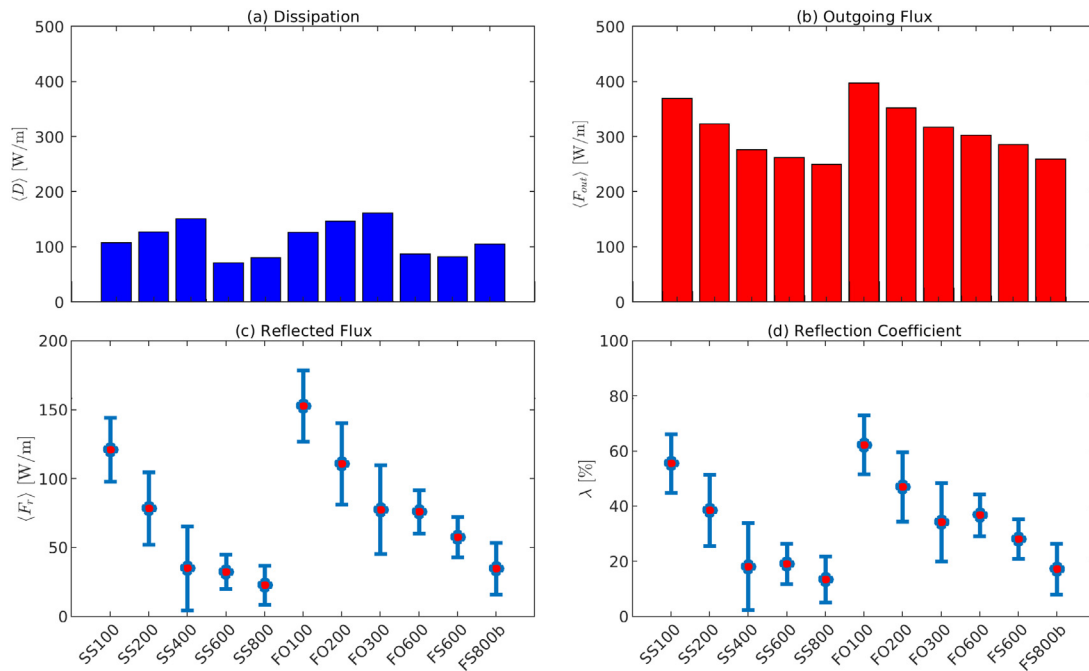 (a) Dissipation
500
400
300
200
100
0
⟨D⟩ [W/m]
(b) Outgoing Flux
500
400
300
200
100
0
⟨F_out⟩ [W/m]
(c) Reflected Flux
200
150
100
50
0
⟨F_r⟩ [W/m]
SS100 SS200 SS400 SS600 SS800 FO100 FO200 FO300 FO600 FS600 FS800b
(d) Reflection Coefficient
100
80
60
40
20
0
λ [%]
SS100 SS200 SS400 SS600 SS800 FO100 FO200 FO300 FO600 FS600 FS800b